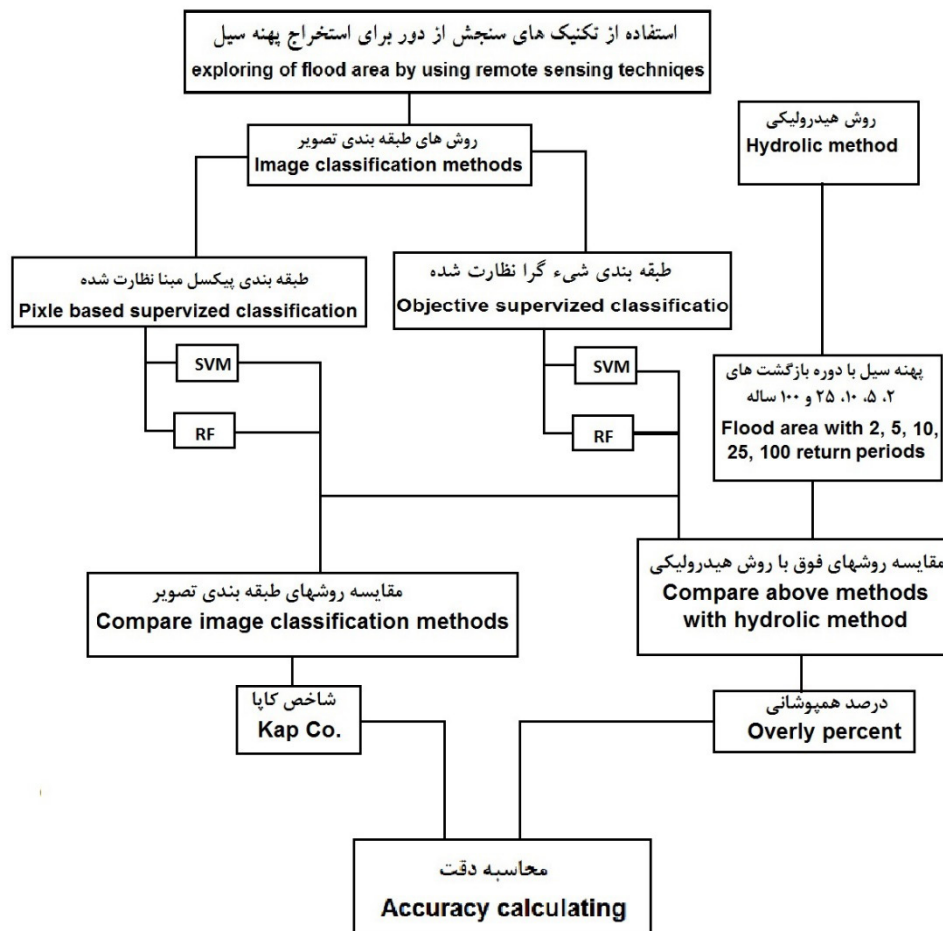 استفاده از تکنیک های سنجش از دور برای استخراج پهنه سیل
exploring of flood area by using remote sensing techniqes
روش های طبقه بندی تصویر
Image classification methods
روش هیدرولیکی
Hydrolic method
طبقه بندی پیکسل مبنا نظارت شده
Pixle based supervized classification
طبقه بندی شیء گرا نظارت شده
Objective supervized classificatio
SVM
RF
SVM
RF
پهنه سیل با دوره بازگشت های
۲، ۵، ۱۰، ۲۵ و ۱۰۰ ساله
Flood area with 2, 5, 10,
25, 100 return periods
مقایسه روشهای طبقه بندی تصویر
Compare image classification methods
مقایسه روشهای فوق با روش هیدرولیکی
Compare above methods
with hydrolic method
شاخص کاپا
Kap Co.
درصد همپوشانی
Overly percent
محاسبه دقت
Accuracy calculating